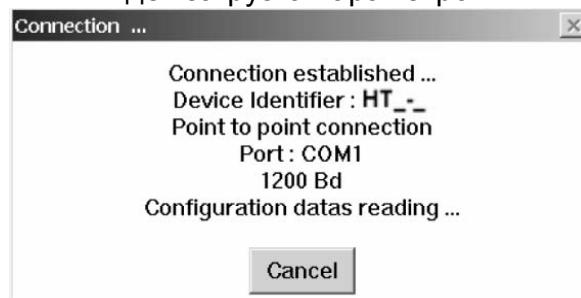 Connection ...
Connection established ...
Device Identifier : HT_-_
Point to point connection
Port : COM1
1200 Bd
Configuration datas reading ...
Cancel